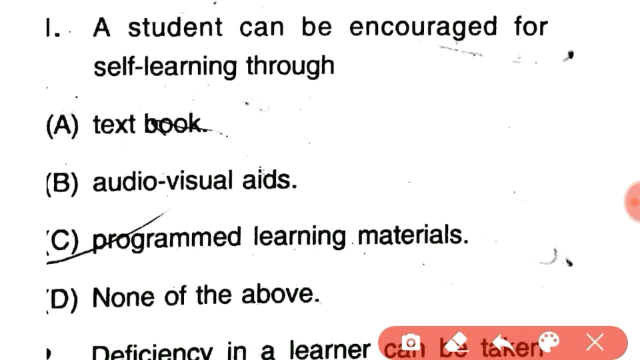 1. A student can be encouraged for
self-learning through
(A) text book.
(B) audio-visual aids.
(C) programmed learning materials.
(D) None of the above.
Deficiency in a learner can be taken